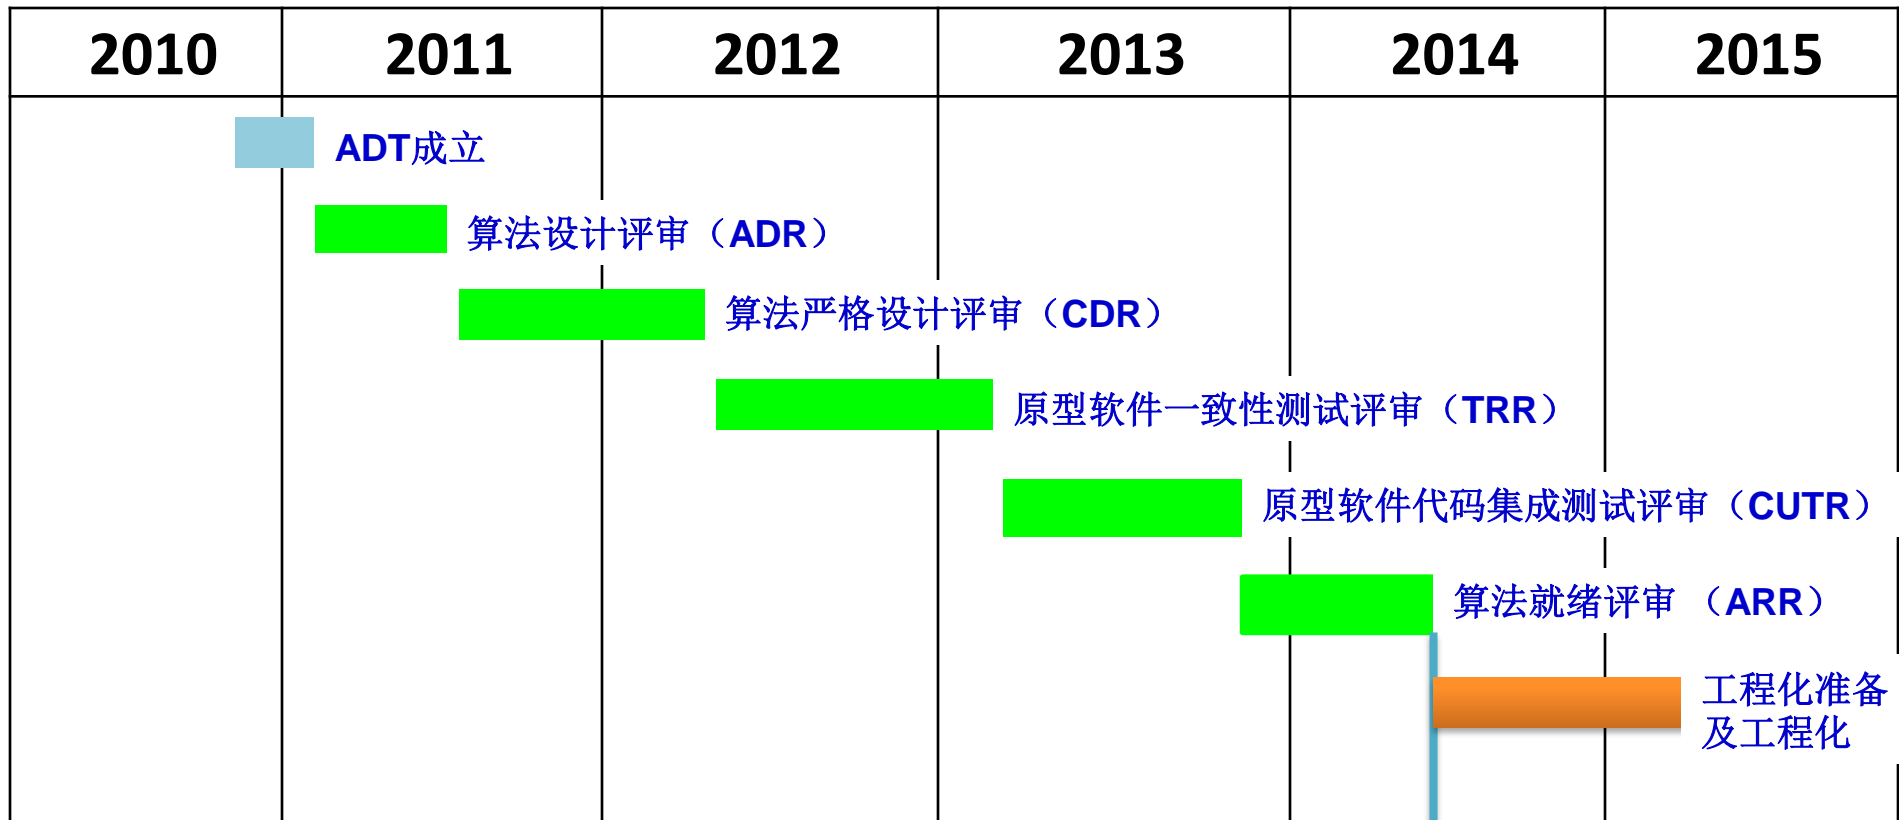 2010 2011 2012 2013 2014 2015
ADT成立
算法设计评审（ADR）
算法严格设计评审（CDR）
原型软件一致性测试评审（TRR）
原型软件代码集成测试评审（CUTR）
算法就绪评审 （ARR）
工程化准备
及工程化